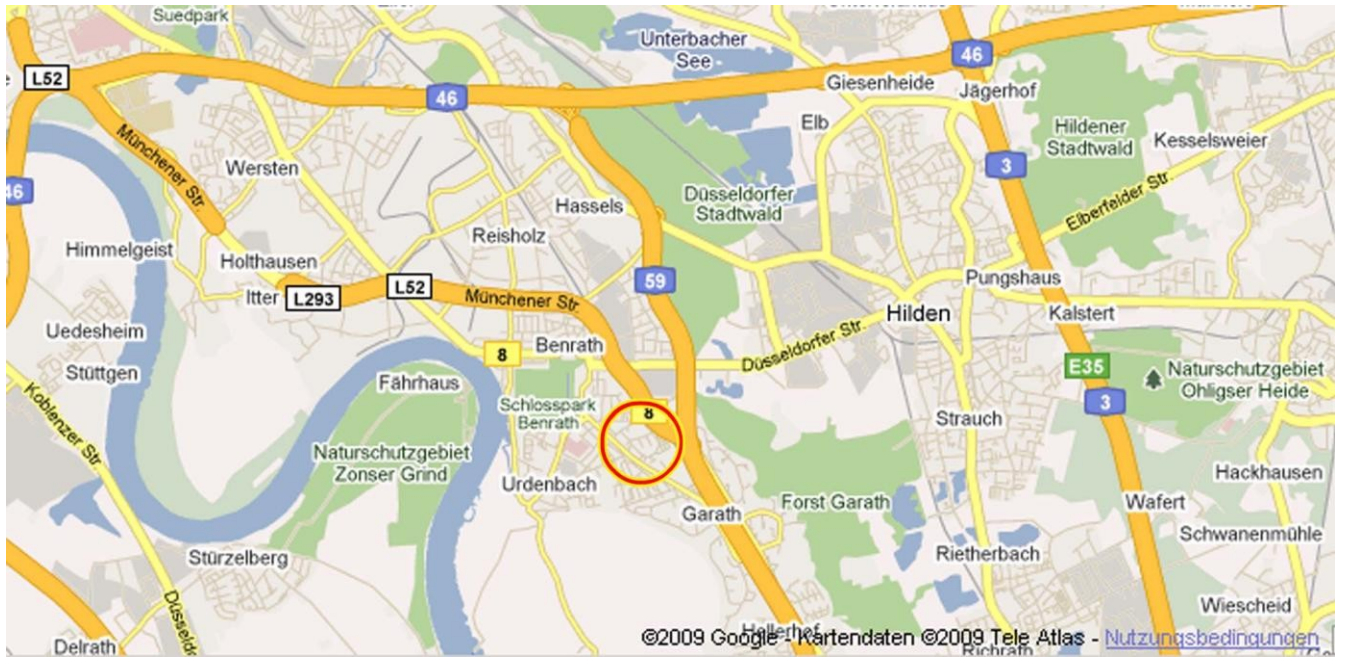 Suedpark
Unterbacher
See
46
L52
46
Giesenheide
Jägerhof
Elb
Hildener
Stadtwald
Kesselsweier
Münchener Str.
Wersten
3
46
Düsseldorfer
Stadtwald
Elberfelder Str
Hassels
Reisholz
Himmelgeist
Holthausen
59
Pungshaus
Itter
L293
L52
Münchener Str.
Hilden
Kalstert
Uedesheim
Düsseldorfer Str.
8
Benrath
E35
Naturschutzgebiet
Ohligser Heide
Stüttgen
Fährhaus
3
Koblenzer Str.
Schlosspark
Benrath
8
Strauch
Naturschutzgebiet
Zonser Grind
Hackhausen
Urdenbach
Garath
Forst Garath
Wafert
Schwanenmühle
Stürzelberg
Rietherbach
Wiescheid
Delrath
©2009 Google - Kartendaten ©2009 Tele Atlas - Nutzungsbedingungen